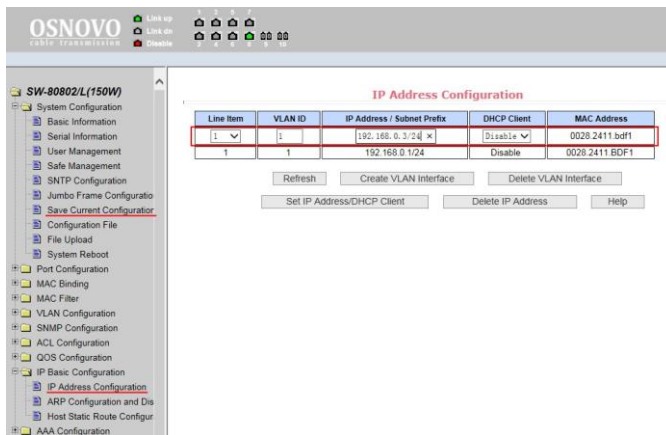 OSNOVO
cable transmission
Link up
Link dn
Disable
1 3 5 7
2 4 6 8 9 10
SW-80802/L(150W)
System Configuration
Basic Information
Serial Information
User Management
Safe Management
SNTP Configuration
Jumbo Frame Configuratio
Save Current Configuration
Configuration File
File Upload
System Reboot
Port Configuration
MAC Binding
MAC Filter
VLAN Configuration
SNMP Configuration
ACL Configuration
QOS Configuration
IP Basic Configuration
IP Address Configuration
ARP Configuration and Dis
Host Static Route Configur
AAA Configuration
IP Address Configuration
Line Item VLAN ID IP Address / Subnet Prefix DHCP Client MAC Address
1 1 192.168.0.3/24 × Disable 0028.2411.bdf1
1 1 192.168.0.1/24 Disable 0028.2411.BDF1
Refresh Create VLAN Interface Delete VLAN Interface
Set IP Address/DHCP Client Delete IP Address Help